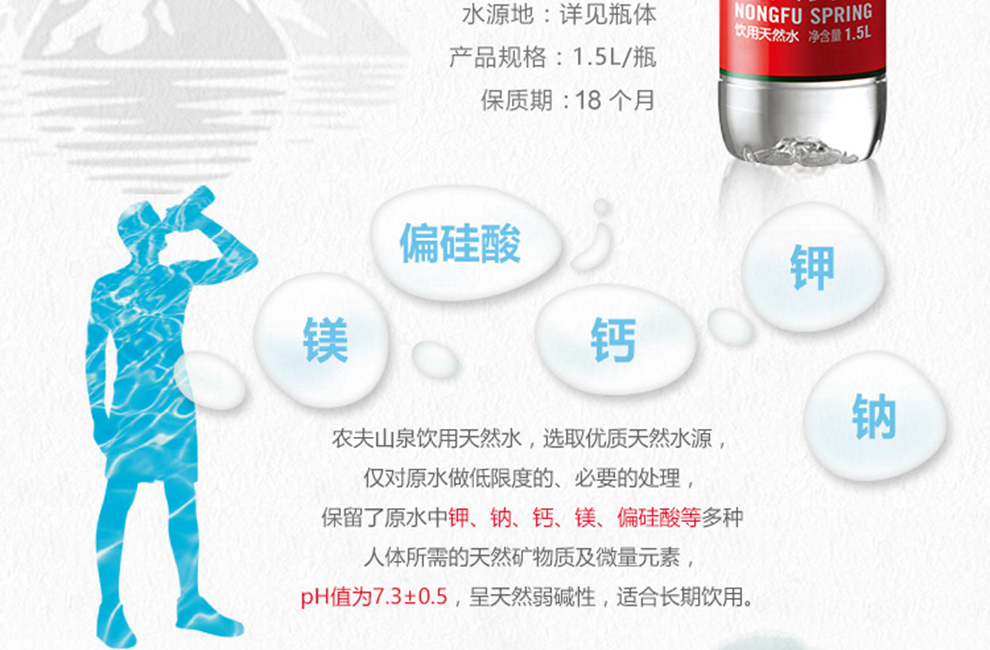 水源地：详见瓶体
产品规格：1.5L/瓶
保质期：18 个月
NONGFU SPRING
饮用天然水 净含量1.5L
偏硅酸
钾
镁
钙
钠
农夫山泉饮用天然水，选取优质天然水源，
仅对原水做低限度的、必要的处理，
保留了原水中钾、钠、钙、镁、偏硅酸等多种
人体所需的天然矿物质及微量元素，
pH值为7.3±0.5，呈天然弱碱性，适合长期饮用。